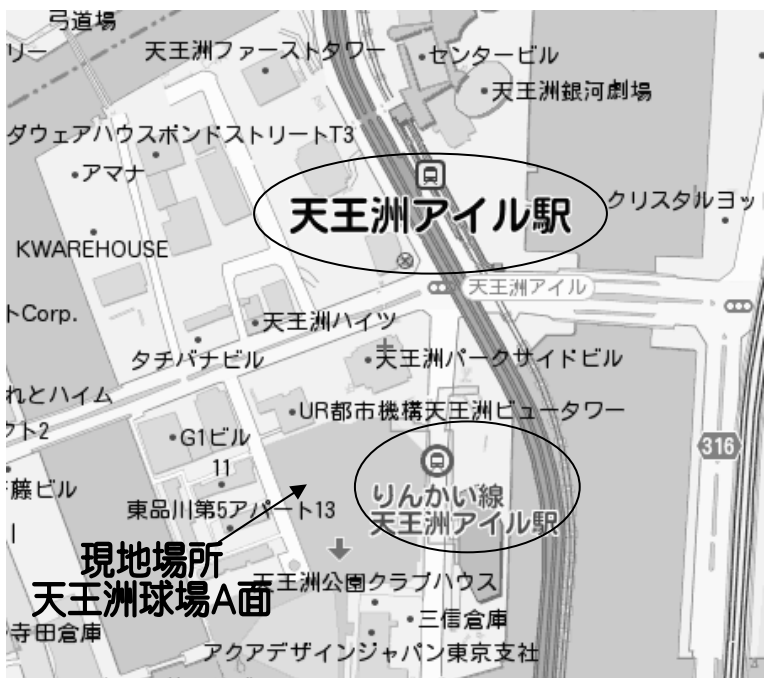 弓道場
リー
天王洲ファーストタワー
センタービル
天王洲銀河劇場
ダウェアハウスボンドストリートT3
アマナ
天王洲アイル駅
クリスタルヨッ
KWAREHOUSE
天王洲アイル
トCorp.
天王洲ハイツ
タチバナビル
天王洲パークサイドビル
れとハイム
クト2
UR都市機構天王洲ビュータワー
G1ビル
316
11
藤ビル
りんかい線
天王洲アイル駅
東品川第5アパート13
現地場所
天王洲球場A面
天王洲公園クラブハウス
三信倉庫
寺田倉庫
アクアデザインジャパン東京支社